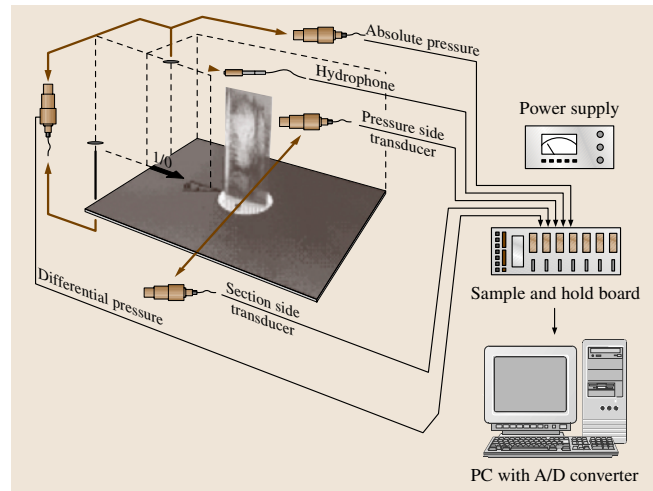 Absolute pressure
Hydrophone
Pressure side
transducer
Power supply
1/0
Differential pressure
Section side
transducer
Sample and hold board
PC with A/D converter